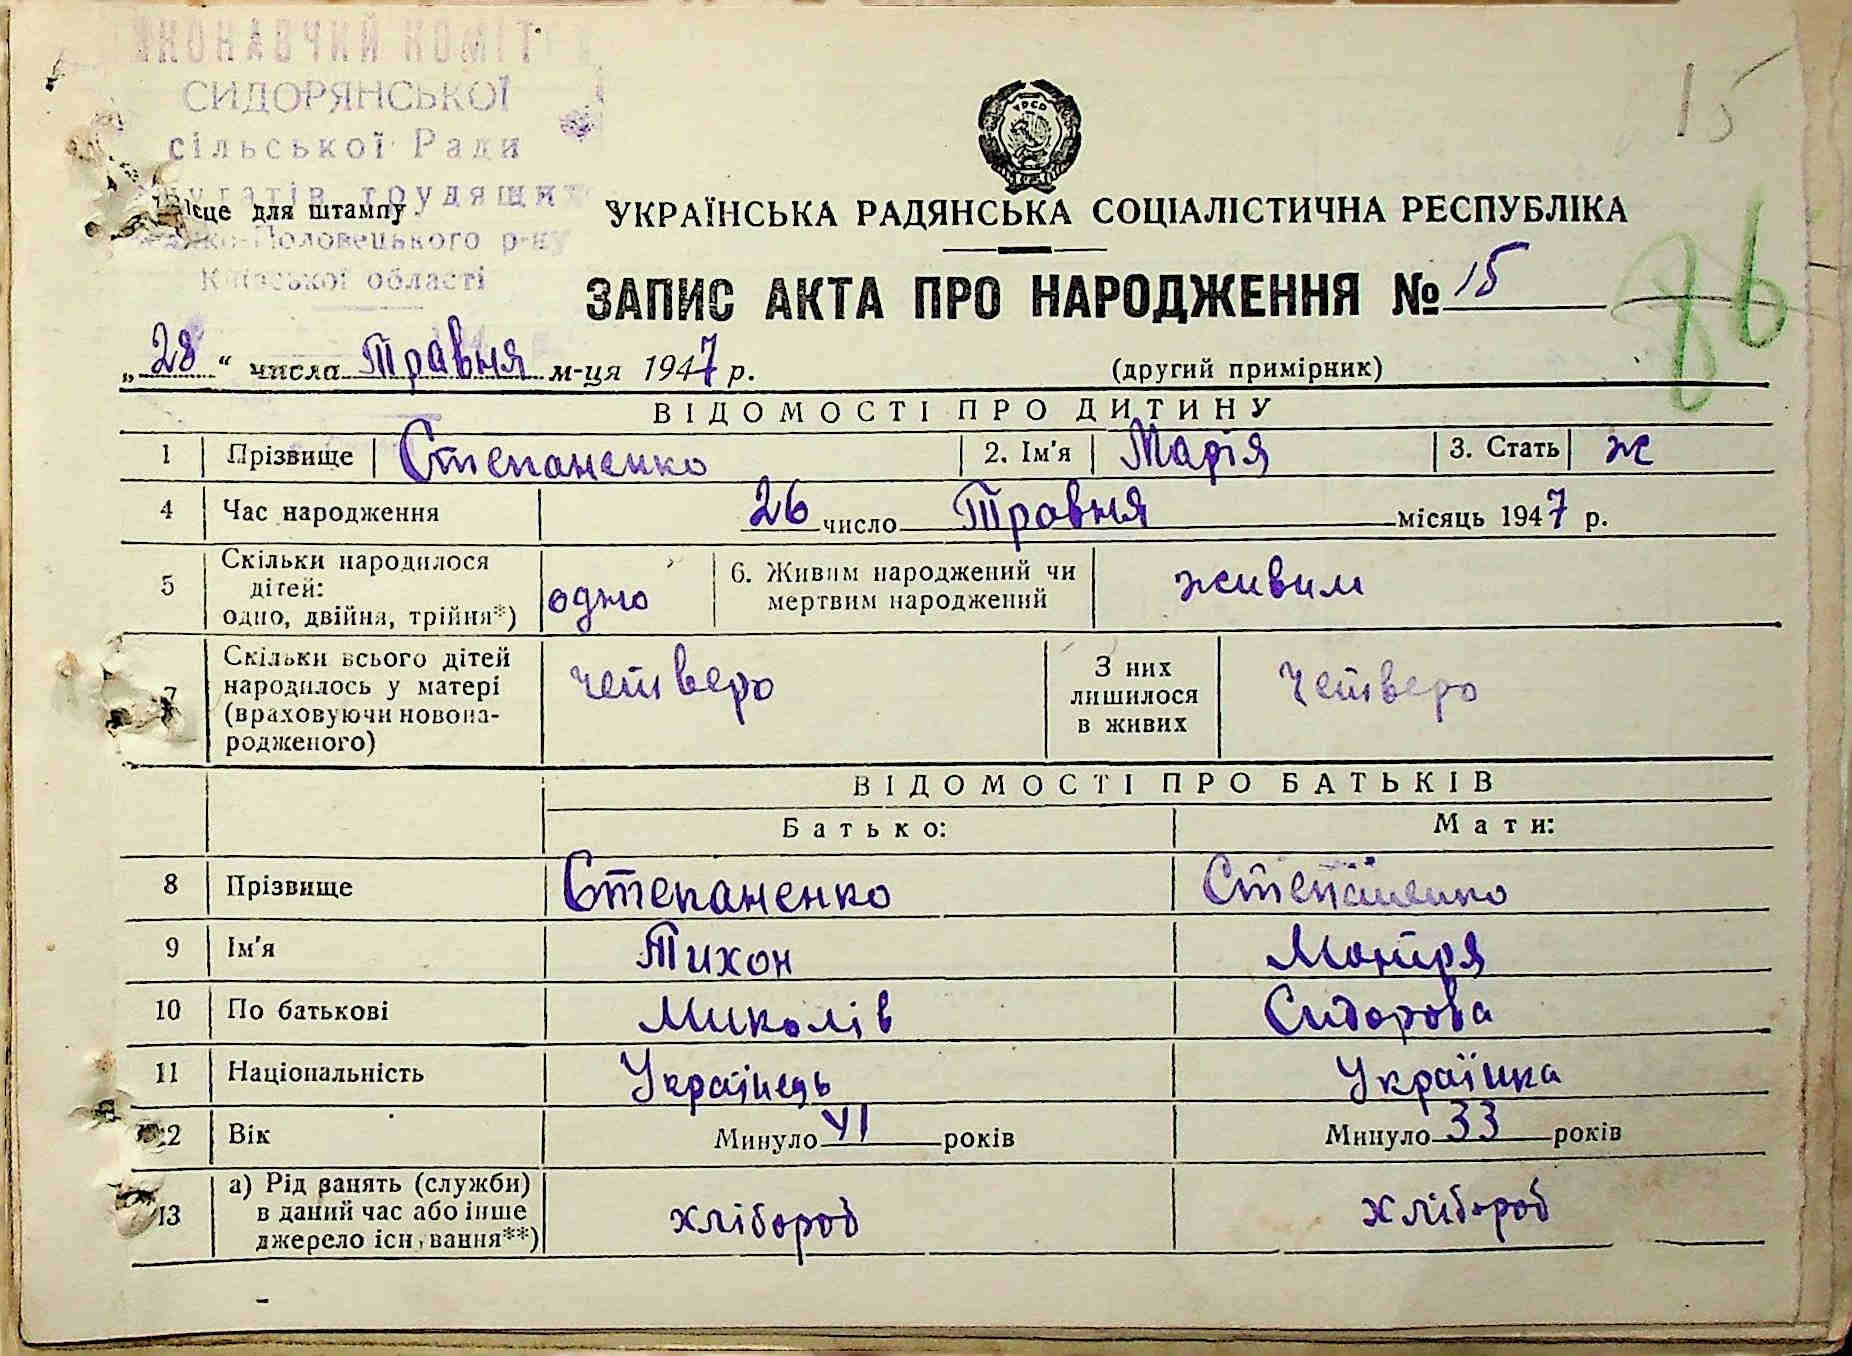 ВИКОНАВЧИЙ КОМІТЕТ
СИДОРЯНСЬКОЇ
сільської Ради
депутатів трудящих
Київської області
Місце для штампу
15
УРСР
УКРАЇНСЬКА РАДЯНСЬКА СОЦІАЛІСТИЧНА РЕСПУБЛІКА
ЗАПИС АКТА ПРО НАРОДЖЕННЯ № 15
86
„28“ числа Травня м-ця 1947 р. (другий примірник)
ВІДОМОСТІ ПРО ДИТИНУ
1 Прізвище Степаненко 2. Ім'я Марія 3. Стать ж
4 Час народження 26 число Травня місяць 1947 р.
5 Скільки народилося дітей: одно, двійня, трійня*) одно 6. Живим народжений чи мертвим народжений живим
7 Скільки всього дітей народилось у матері (враховуючи новонародженого) четверо З них лишилося в живих четверо
ВІДОМОСТІ ПРО БАТЬКІВ
Батько: Мати:
8 Прізвище Степаненко Степаненко
9 Ім'я Тихон Мотря
10 По батькові Миколів Сидорова
11 Національність Українець Українка
12 Вік Минуло 41 років Минуло 33 років
13 а) Рід занять (служби) в даний час або інше джерело існування**) хлібороб хлібороб